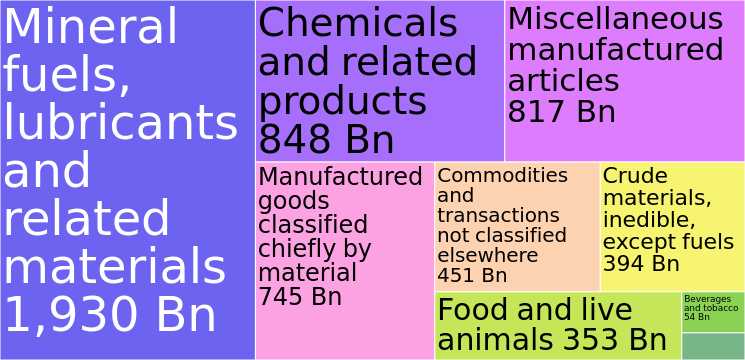 Mineral
fuels,
lubricants
and
related
materials
1,930 Bn
Chemicals
and related
products
848 Bn
Miscellaneous
manufactured
articles
817 Bn
Manufactured
goods
classified
chiefly by
material
745 Bn
Commodities
and
transactions
not classified
elsewhere
451 Bn
Crude
materials,
inedible,
except fuels
394 Bn
Food and live
animals 353 Bn
Beverages
and tobacco
54 Bn